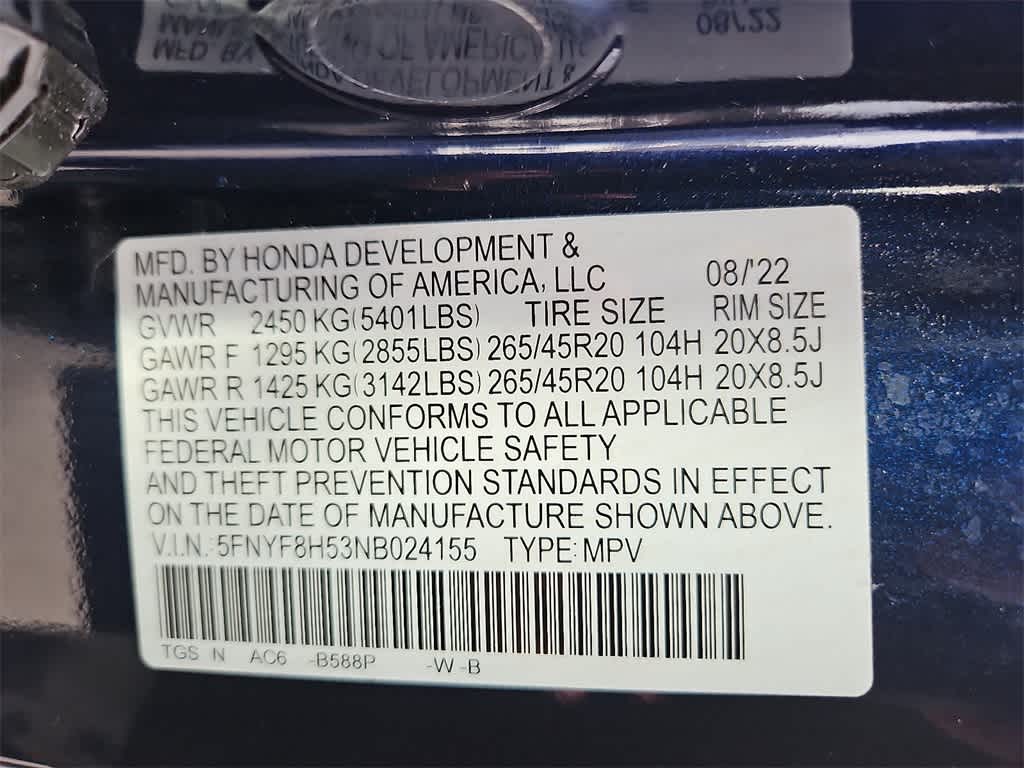 08/'22
MFD. BY HONDA DEVELOPMENT &
MANUFACTURING OF AMERICA, LLC 08/'22
GVWR 2450 KG(5401LBS) TIRE SIZE RIM SIZE
GAWR F 1295 KG(2855LBS) 265/45R20 104H 20X8.5J
GAWR R 1425 KG(3142LBS) 265/45R20 104H 20X8.5J
THIS VEHICLE CONFORMS TO ALL APPLICABLE
FEDERAL MOTOR VEHICLE SAFETY
AND THEFT PREVENTION STANDARDS IN EFFECT
ON THE DATE OF MANUFACTURE SHOWN ABOVE.
V.I.N.:5FNYF8H53NB024155 TYPE:MPV
TGS N AC6 -B588P -W -B